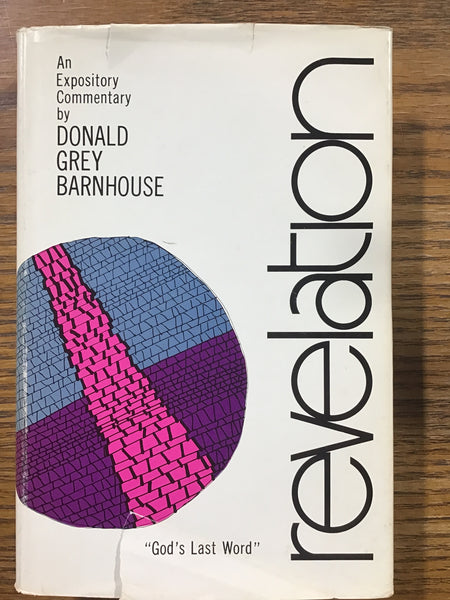 An
Expository
Commentary
by
DONALD
GREY
BARNHOUSE
revelation
"God's Last Word"